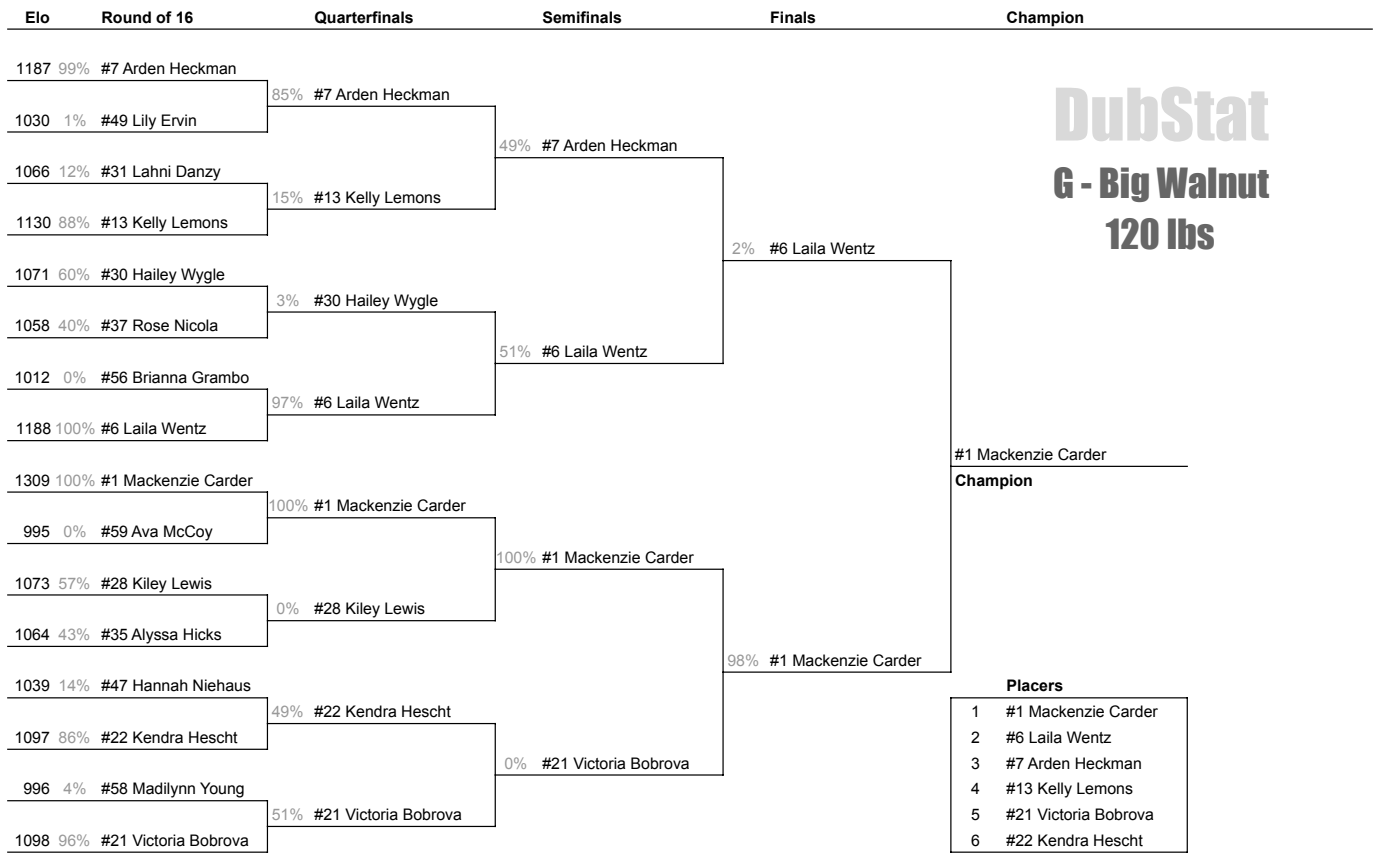 Elo Round of 16 Quarterfinals Semifinals Finals Champion
1187 99% #7 Arden Heckman
85% #7 Arden Heckman
DubStat
1030 1% #49 Lily Ervin
49% #7 Arden Heckman
1066 12% #31 Lahni Danzy
G - Big Walnut
15% #13 Kelly Lemons
1130 88% #13 Kelly Lemons
120 lbs
2% #6 Laila Wentz
1071 60% #30 Hailey Wygle
3% #30 Hailey Wygle
1058 40% #37 Rose Nicola
51% #6 Laila Wentz
1012 0% #56 Brianna Grambo
97% #6 Laila Wentz
1188 100% #6 Laila Wentz
#1 Mackenzie Carder
1309 100% #1 Mackenzie Carder
Champion
100% #1 Mackenzie Carder
995 0% #59 Ava McCoy
100% #1 Mackenzie Carder
1073 57% #28 Kiley Lewis
0% #28 Kiley Lewis
1064 43% #35 Alyssa Hicks
98% #1 Mackenzie Carder
1039 14% #47 Hannah Niehaus
Placers
49% #22 Kendra Hescht
1 #1 Mackenzie Carder
1097 86% #22 Kendra Hescht
2 #6 Laila Wentz
0% #21 Victoria Bobrova
3 #7 Arden Heckman
996 4% #58 Madilynn Young
4 #13 Kelly Lemons
51% #21 Victoria Bobrova
5 #21 Victoria Bobrova
1098 96% #21 Victoria Bobrova
6 #22 Kendra Hescht